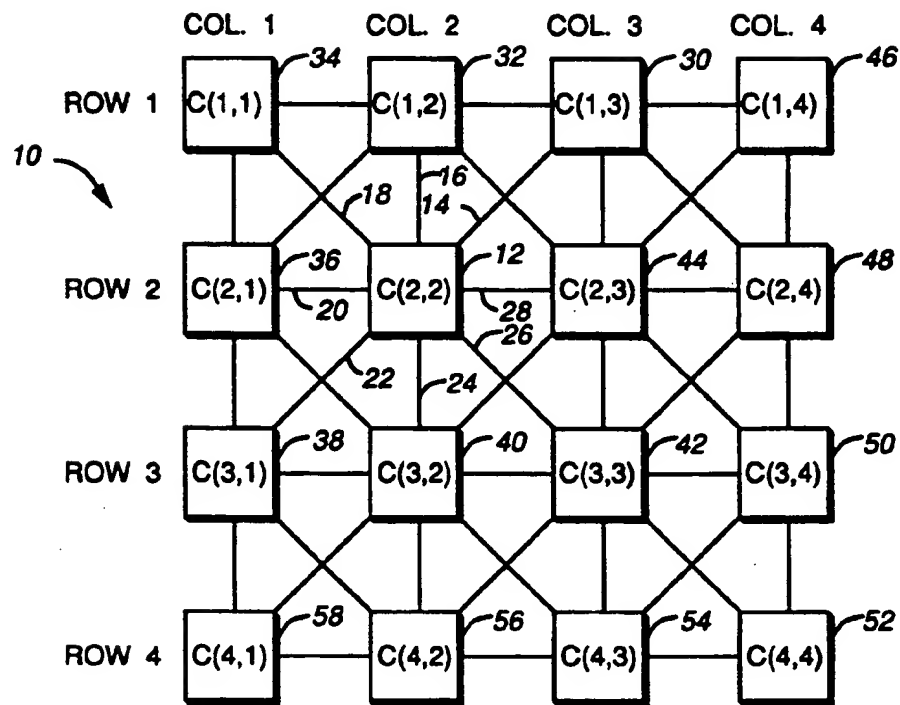 COL. 1 COL. 2 COL. 3 COL. 4
34 32 30 46
ROW 1 C(1,1) C(1,2) C(1,3) C(1,4)
10
18 16 14
36 12 44 48
ROW 2 C(2,1) C(2,2) C(2,3) C(2,4)
20 28
26
22 24
38 40 42 50
ROW 3 C(3,1) C(3,2) C(3,3) C(3,4)
58 56 54 52
ROW 4 C(4,1) C(4,2) C(4,3) C(4,4)